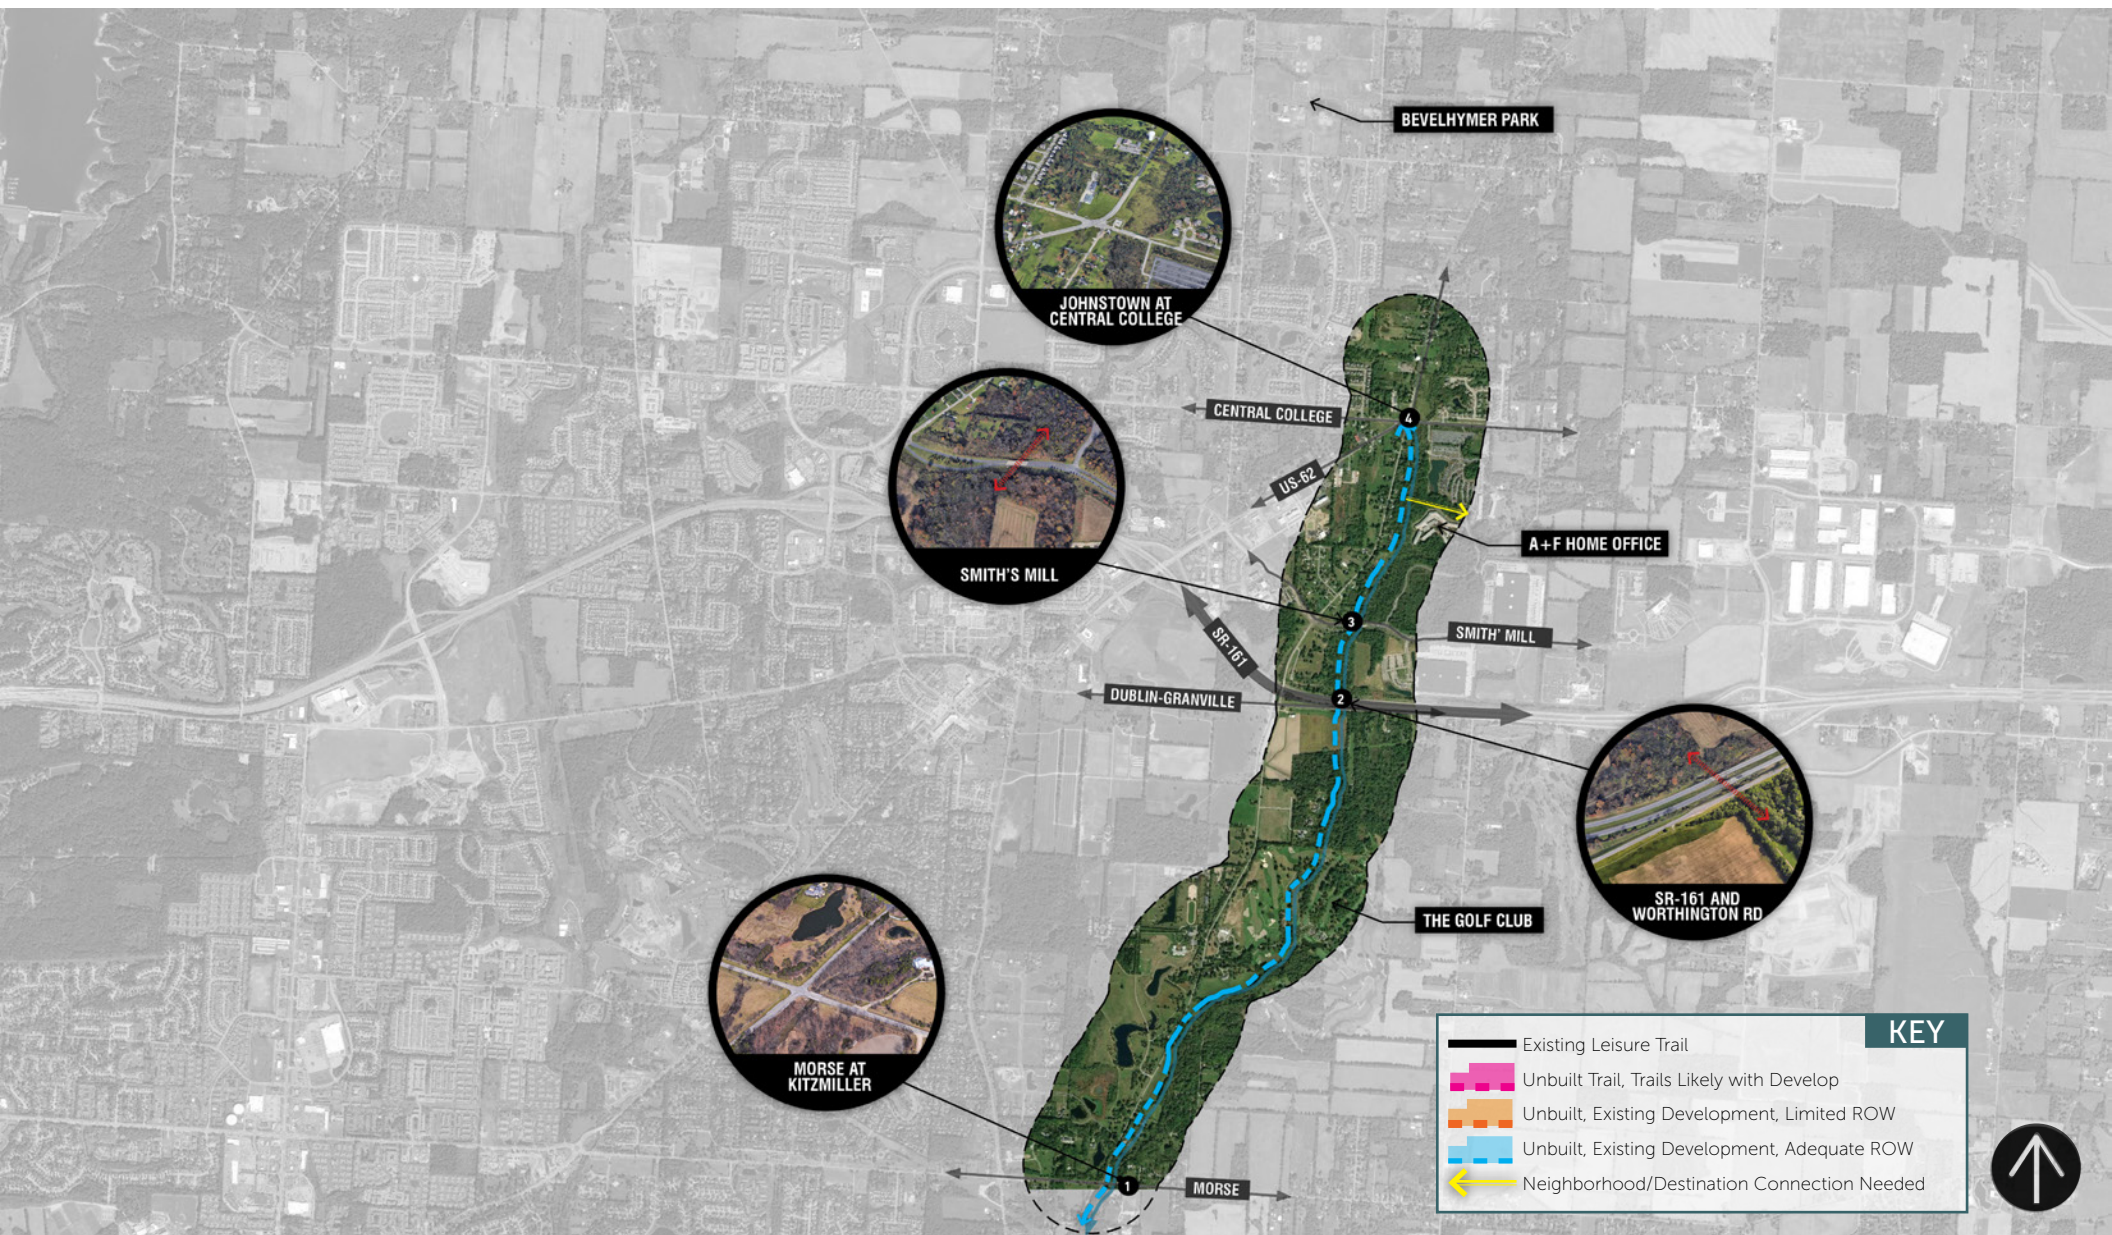 BEVELHYMER PARK
JOHNSTOWN AT
CENTRAL COLLEGE
CENTRAL COLLEGE
4
US-62
SMITH'S MILL
A+F HOME OFFICE
3
SMITH' MILL
SR-161
DUBLIN-GRANVILLE
2
SR-161 AND
WORTHINGTON RD
THE GOLF CLUB
MORSE AT
KITZMILLER
1
MORSE
KEY
Existing Leisure Trail
Unbuilt Trail, Trails Likely with Develop
Unbuilt, Existing Development, Limited ROW
Unbuilt, Existing Development, Adequate ROW
Neighborhood/Destination Connection Needed